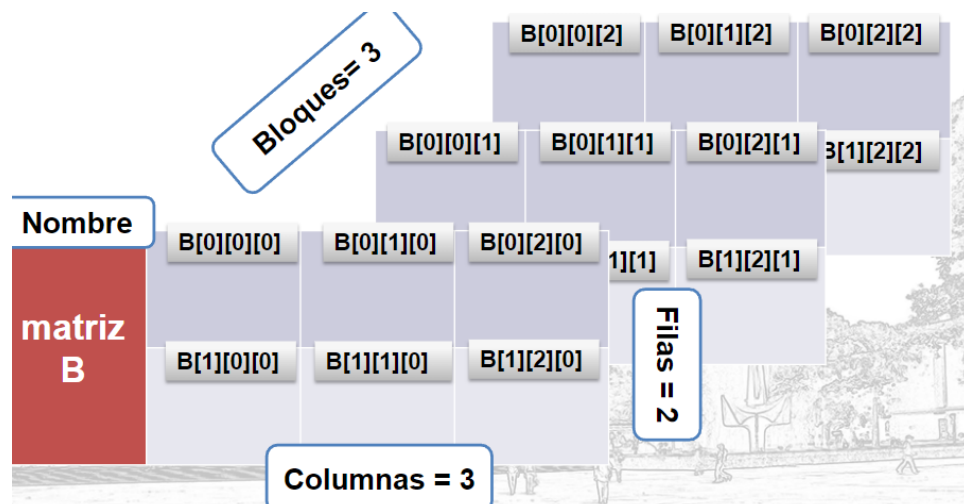 B[0][0][2] B[0][1][2] B[0][2][2]
Bloques= 3
B[0][0][1] B[0][1][1] B[0][2][1] B[1][2][2]
Nombre
B[0][0][0] B[0][1][0] B[0][2][0]
1][1] B[1][2][1]
matriz
B
Filas = 2
B[1][0][0] B[1][1][0] B[1][2][0]
Columnas = 3